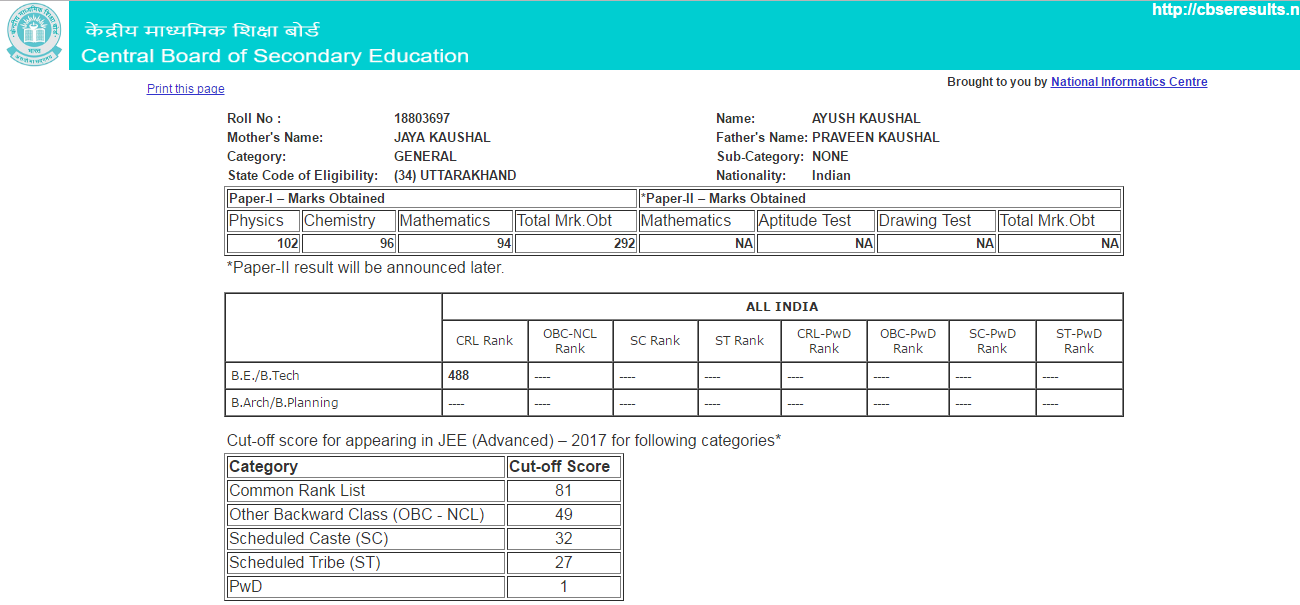 http://cbseresults.n
केंद्रीय माध्यमिक शिक्षा बोर्ड
Central Board of Secondary Education
Print this page
Brought to you by National Informatics Centre
Roll No : 18803697 Name: AYUSH KAUSHAL
Mother's Name: JAYA KAUSHAL Father's Name: PRAVEEN KAUSHAL
Category: GENERAL Sub-Category: NONE
State Code of Eligibility: (34) UTTARAKHAND Nationality: Indian
Paper-I – Marks Obtained *Paper-II – Marks Obtained
Physics Chemistry Mathematics Total Mrk.Obt Mathematics Aptitude Test Drawing Test Total Mrk.Obt
102 96 94 292 NA NA NA NA
*Paper-II result will be announced later.
ALL INDIA
CRL Rank OBC-NCL Rank SC Rank ST Rank CRL-PwD Rank OBC-PwD Rank SC-PwD Rank ST-PwD Rank
B.E./B.Tech 488 ---- ---- ---- ---- ---- ---- ----
B.Arch/B.Planning ---- ---- ---- ---- ---- ---- ---- ----
Cut-off score for appearing in JEE (Advanced) – 2017 for following categories*
Category Cut-off Score
Common Rank List 81
Other Backward Class (OBC - NCL) 49
Scheduled Caste (SC) 32
Scheduled Tribe (ST) 27
PwD 1